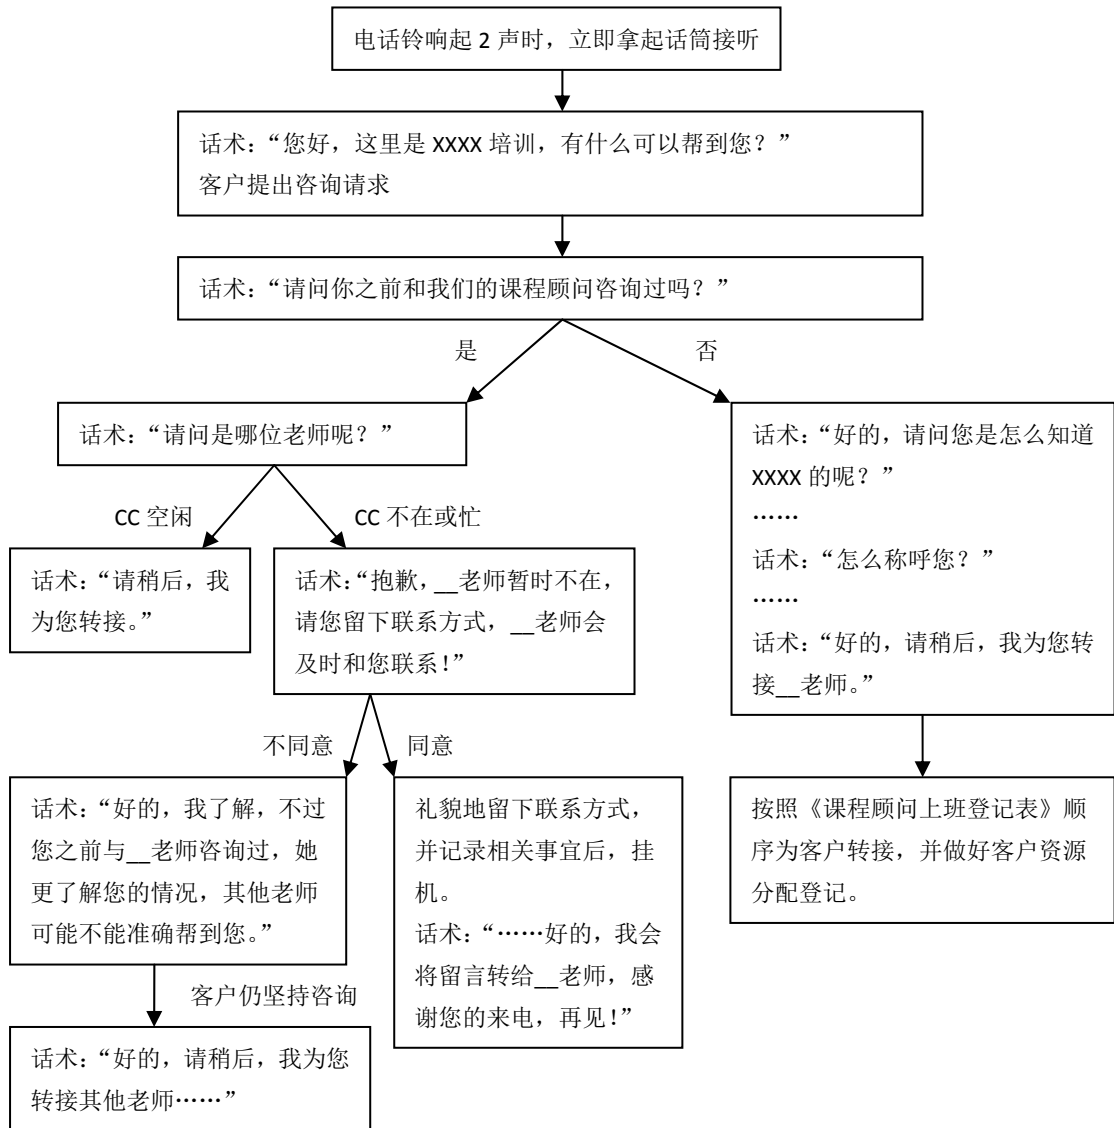 电话铃响起 2 声时，立即拿起话筒接听
话术：“您好，这里是 XXXX 培训，有什么可以帮到您？”
客户提出咨询请求
话术：“请问你之前和我们的课程顾问咨询过吗？”
是
否
话术：“请问是哪位老师呢？”
CC 空闲
CC 不在或忙
话术：“请稍后，我
为您转接。”
话术：“抱歉，__老师暂时不在，
请您留下联系方式，__老师会
及时和您联系！”
不同意
同意
话术：“好的，我了解，不过
您之前与__老师咨询过，她
更了解您的情况，其他老师
可能不能准确帮到您。”
客户仍坚持咨询
话术：“好的，请稍后，我为您
转接其他老师……”
礼貌地留下联系方式，
并记录相关事宜后，挂
机。
话术：“……好的，我会
将留言转给__老师，感
谢您的来电，再见！”
话术：“好的，请问您是怎么知道
XXXX 的呢？”
……
话术：“怎么称呼您？”
……
话术：“好的，请稍后，我为您转
接__老师。”
按照《课程顾问上班登记表》顺
序为客户转接，并做好客户资源
分配登记。